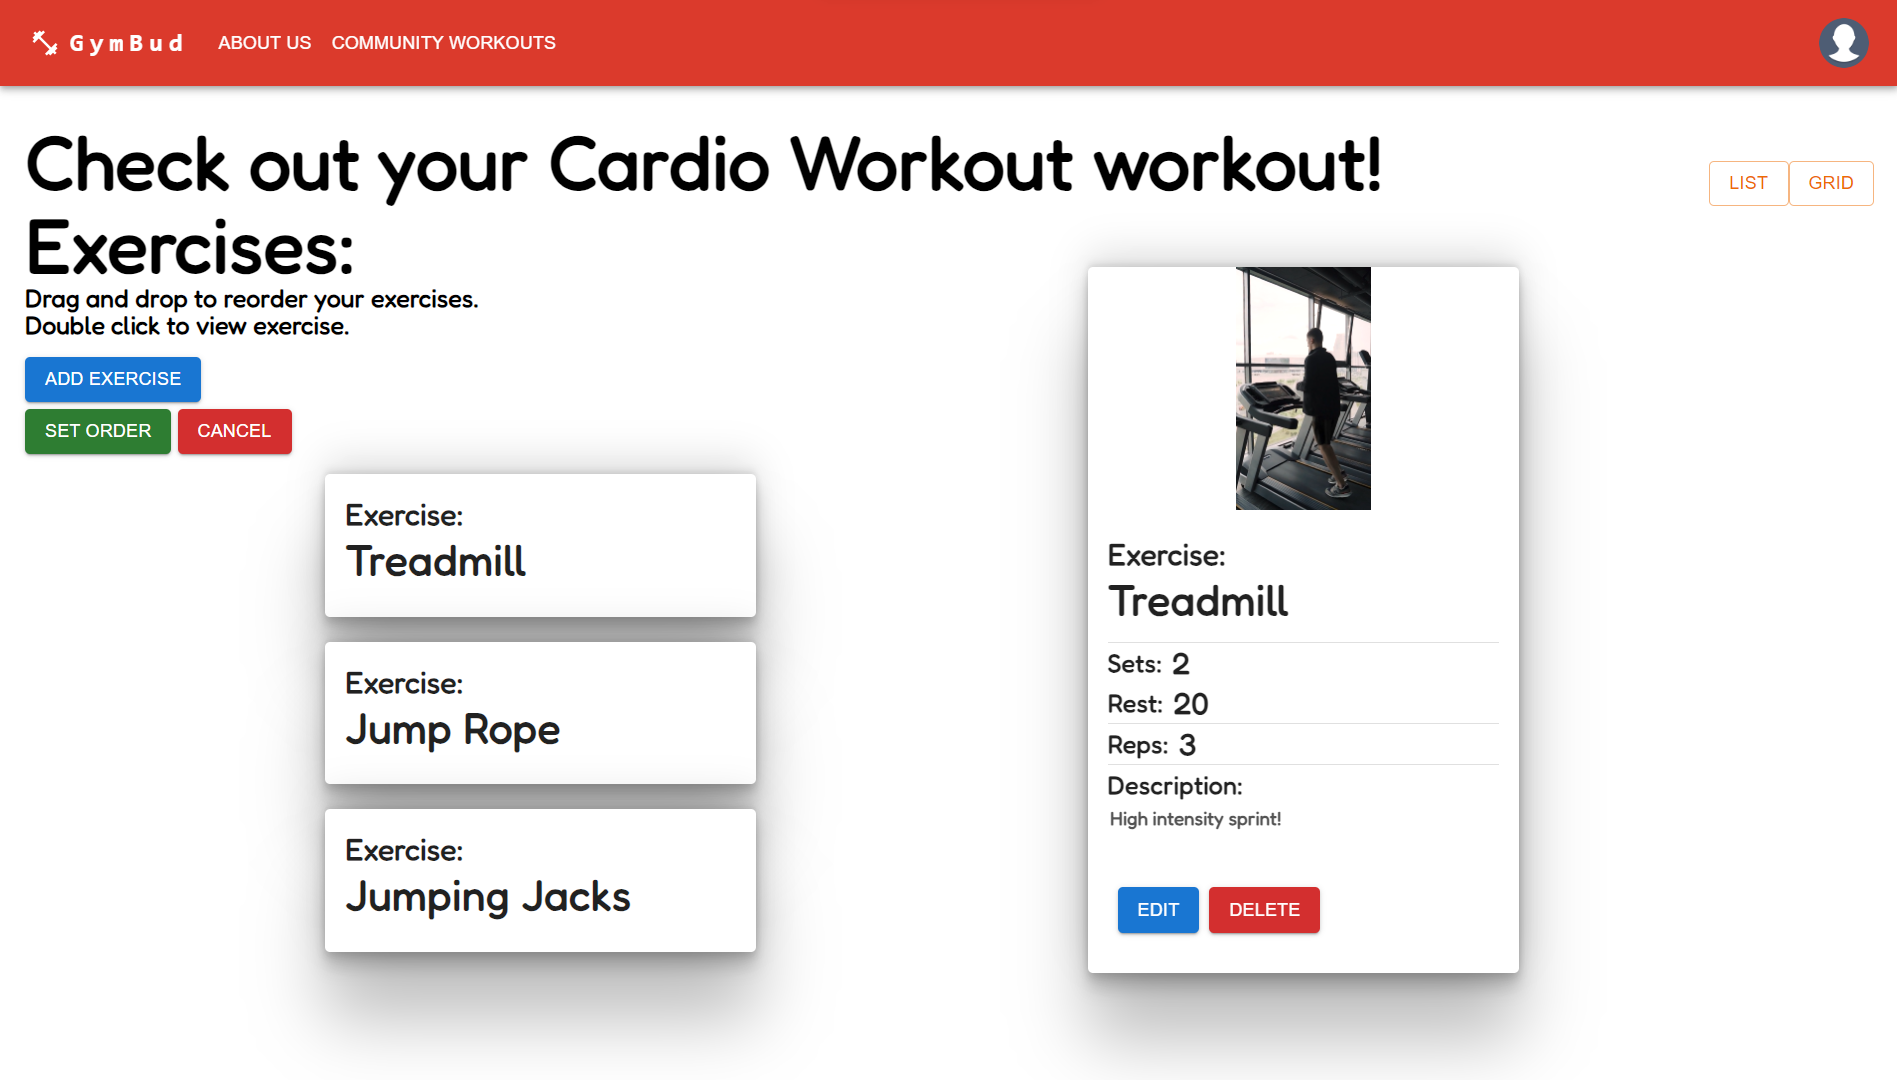 GymBud
ABOUT US
COMMUNITY WORKOUTS
Check out your Cardio Workout workout!
LIST
GRID
Exercises:
Drag and drop to reorder your exercises.
Double click to view exercise.
ADD EXERCISE
SET ORDER
CANCEL
Exercise:
Treadmill
Exercise:
Jump Rope
Exercise:
Jumping Jacks
Exercise:
Treadmill
Sets: 2
Rest: 20
Reps: 3
Description:
High intensity sprint!
EDIT
DELETE